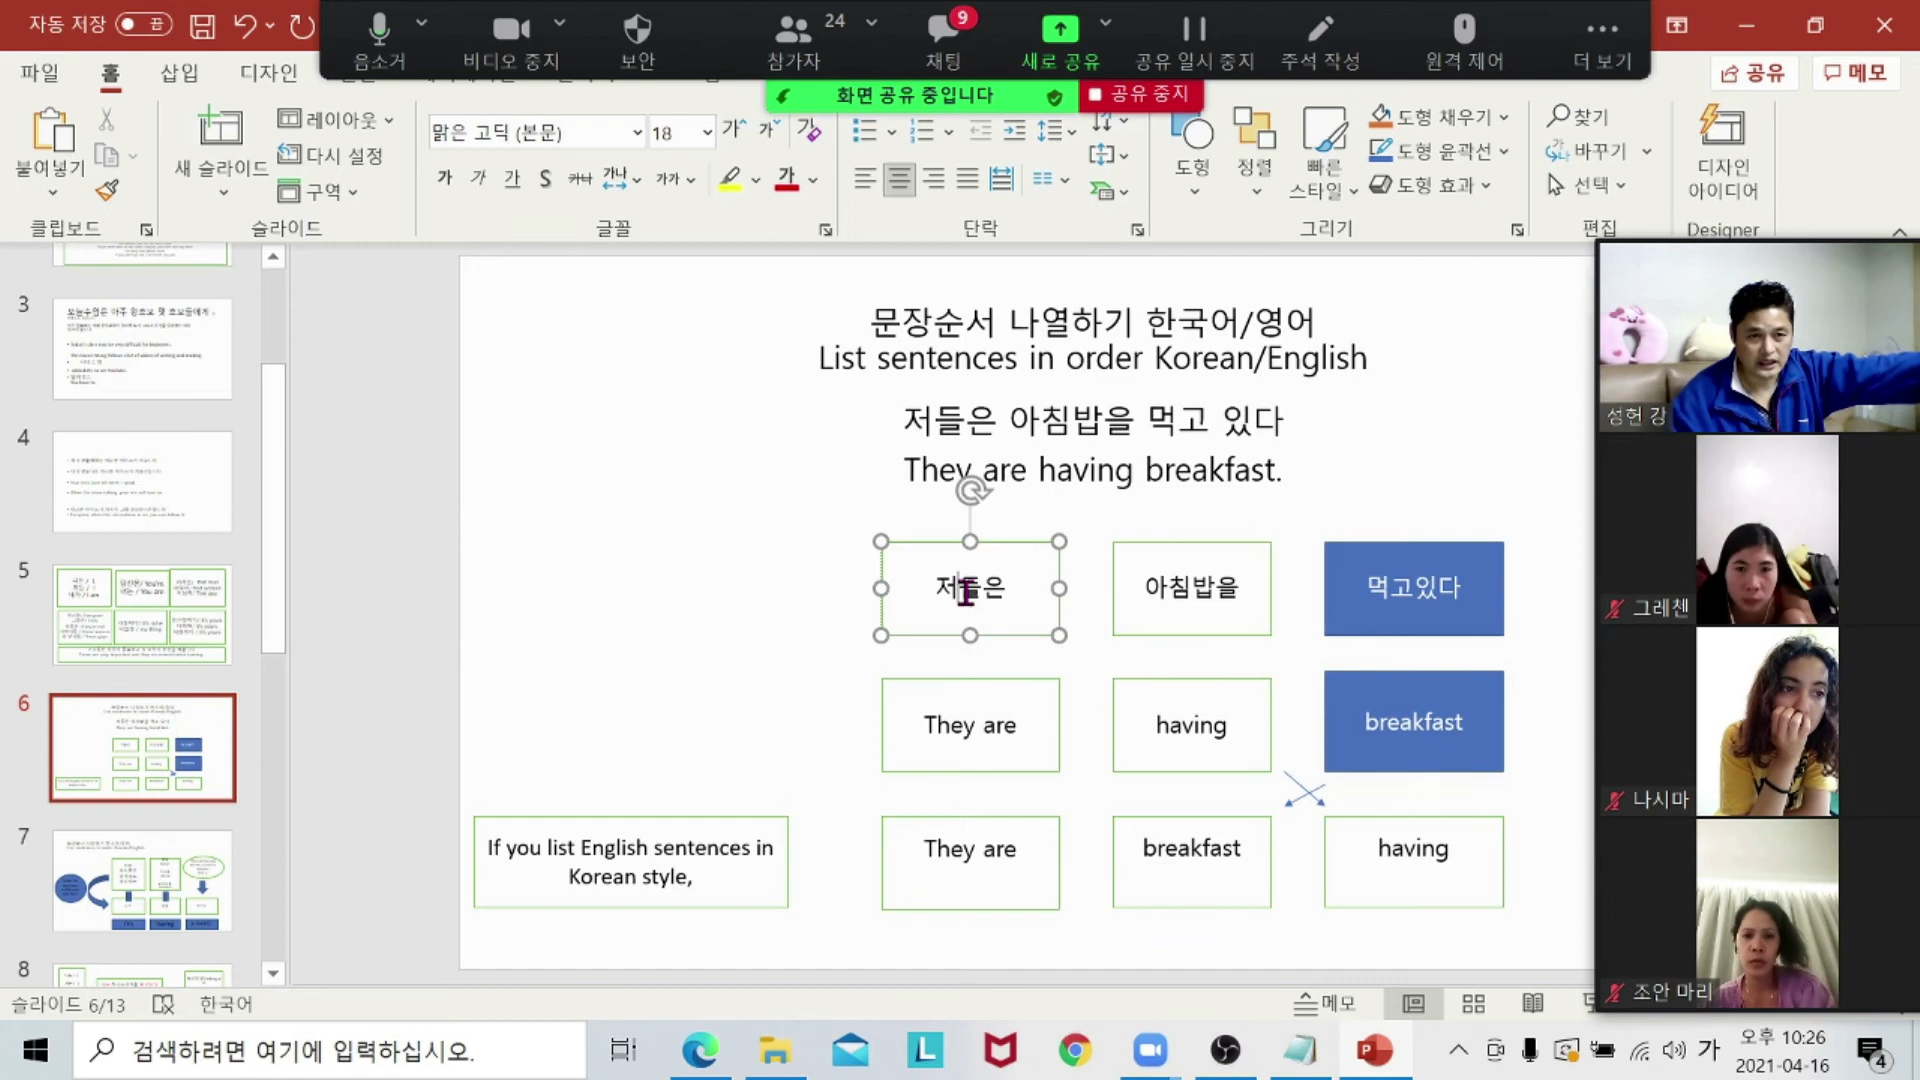 자동 저장 끔
음소거 비디오 중지 보안 참가자 24 채팅 9 새로 공유 공유 일시 중지 주석 작성 원격 제어 더 보기
파일 홈 삽입 디자인
공유 메모
화면 공유 중입니다 공유 중지
붙여넣기
새 슬라이드
레이아웃
다시 설정
구역
맑은 고딕 (본문) 18
도형 정렬 빠른 스타일
도형 채우기
도형 윤곽선
도형 효과
찾기
바꾸기
선택
디자인 아이디어
클립보드 슬라이드 글꼴 단락 그리기 편집 Designer
3
4
5
6
7
8
문장순서 나열하기 한국어/영어
List sentences in order Korean/English
저들은 아침밥을 먹고 있다
They are having breakfast.
저들은 아침밥을 먹고있다
They are having breakfast
If you list English sentences in
Korean style,
They are breakfast having
성헌 강
그레첸
나시마
조안 마리
슬라이드 6/13 한국어 메모
검색하려면 여기에 입력하십시오.
가
오후 10:26
2021-04-16
4